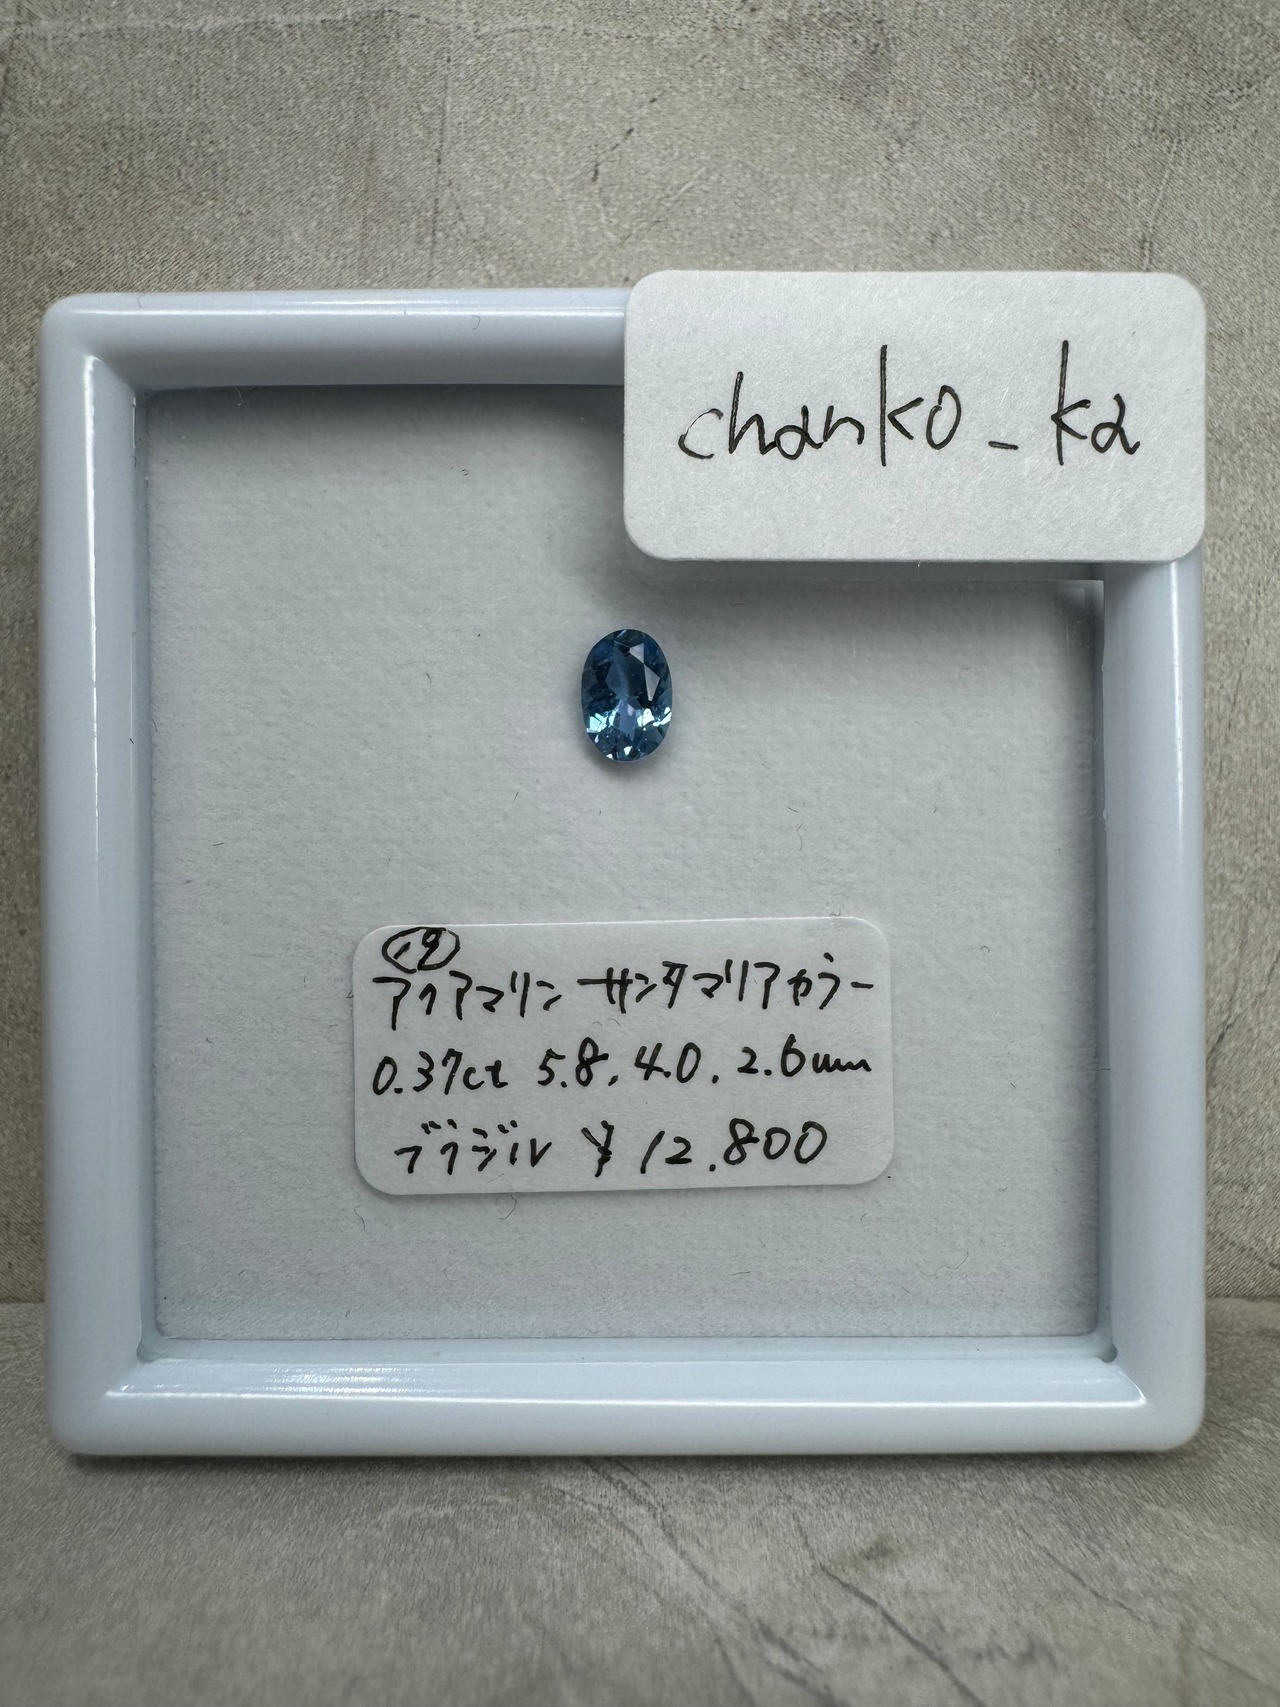 chanko_ka
19
アクアマリン サンタマリアカラー
0.37ct 5.8.4.0.2.6mm
ブラジル ¥12.800